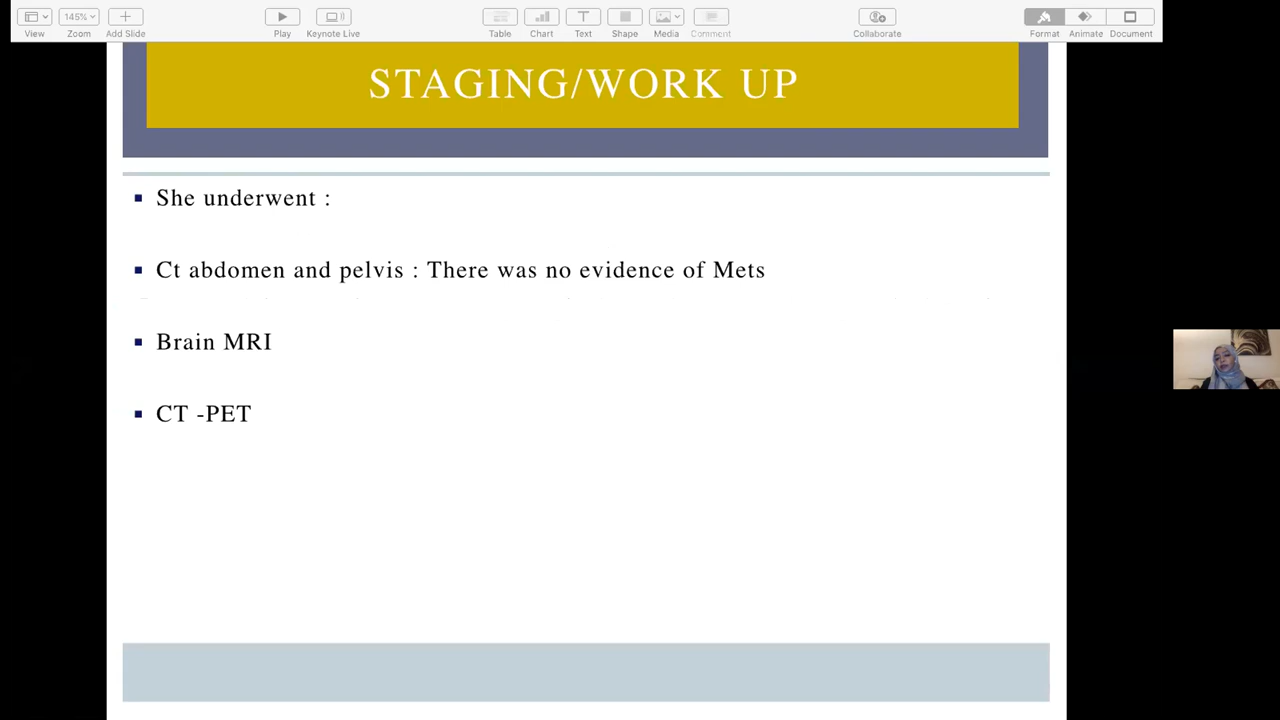 145%
View
Zoom
Add Slide
Play
Keynote Live
Table
Chart
Text
Shape
Media
Comment
Collaborate
Format
Animate
Document
STAGING/WORK UP
She underwent :
Ct abdomen and pelvis : There was no evidence of Mets
Brain MRI
CT -PET